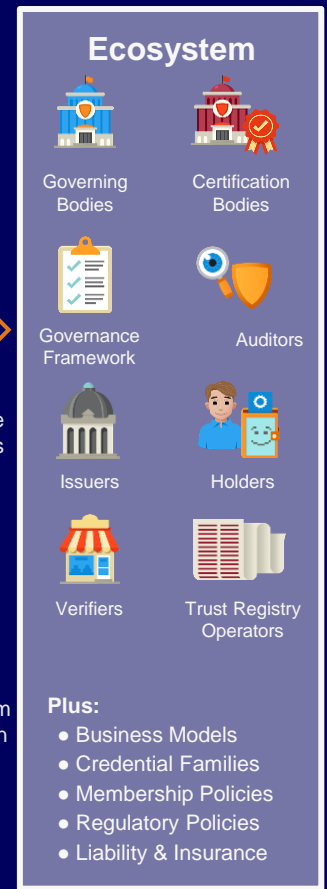 Ecosystem
Governing
Bodies
Certification
Bodies
Governance
Framework
Auditors
Issuers
Holders
Verifiers
Trust Registry
Operators
Plus:
● Business Models
● Credential Families
● Membership Policies
● Regulatory Policies
● Liability & Insurance